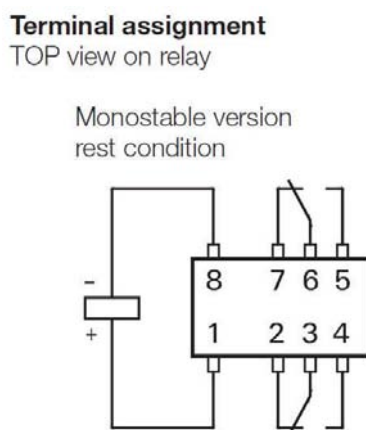 Terminal assignment
TOP view on relay
Monostable version
rest condition
-
+
8 7 6 5
1 2 3 4